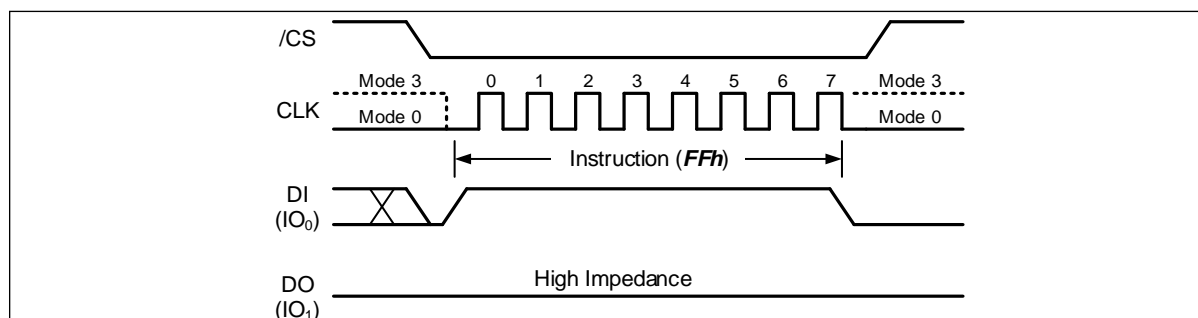 /CS
Mode 3 0 1 2 3 4 5 6 7 Mode 3
CLK
Mode 0 Mode 0
Instruction (FFh)
DI
(IO₀)
High Impedance
DO
(IO₁)